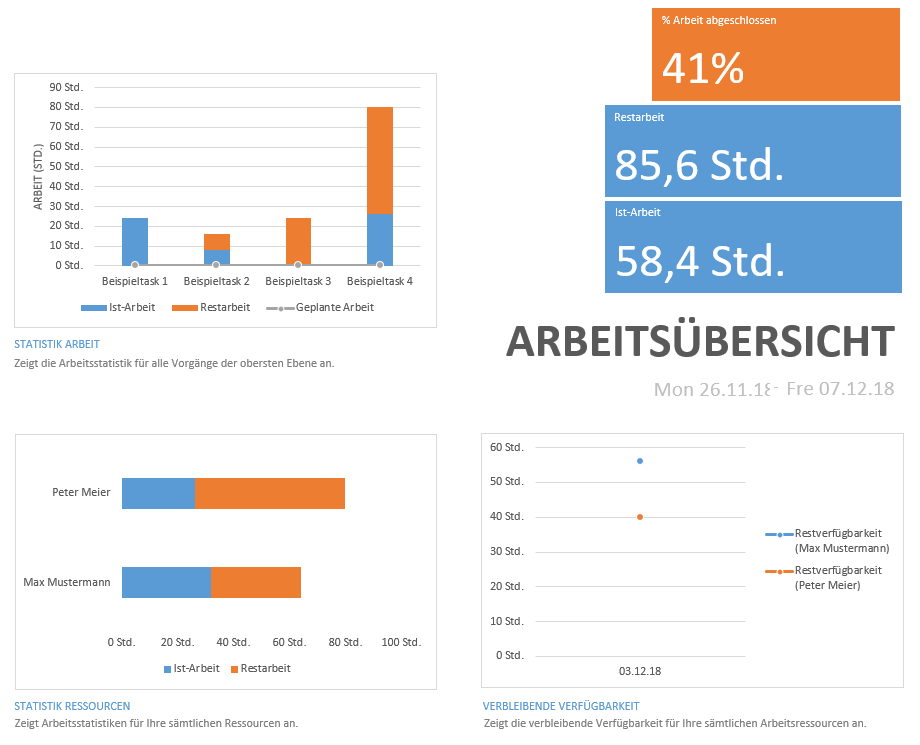 % Arbeit abgeschlossen
41%
Restarbeit
85,6 Std.
Ist-Arbeit
58,4 Std.
ARBEITSÜBERSICHT
Mon 26.11.18 - Fre 07.12.18
90 Std.
80 Std.
70 Std.
60 Std.
50 Std.
40 Std.
30 Std.
20 Std.
10 Std.
0 Std.
ARBEIT (STD.)
Beispieltask 1 Beispieltask 2 Beispieltask 3 Beispieltask 4
Ist-Arbeit Restarbeit Geplante Arbeit
STATISTIK ARBEIT
Zeigt die Arbeitsstatistik für alle Vorgänge der obersten Ebene an.
Peter Meier
Max Mustermann
0 Std. 20 Std. 40 Std. 60 Std. 80 Std. 100 Std.
Ist-Arbeit Restarbeit
STATISTIK RESSOURCEN
Zeigt Arbeitsstatistiken für Ihre sämtlichen Ressourcen an.
60 Std.
50 Std.
40 Std.
30 Std.
20 Std.
10 Std.
0 Std.
03.12.18
Restverfügbarkeit
(Max Mustermann)
Restverfügbarkeit
(Peter Meier)
VERBLEIBENDE VERFÜGBARKEIT
Zeigt die verbleibende Verfügbarkeit für Ihre sämtlichen Arbeitsressourcen an.